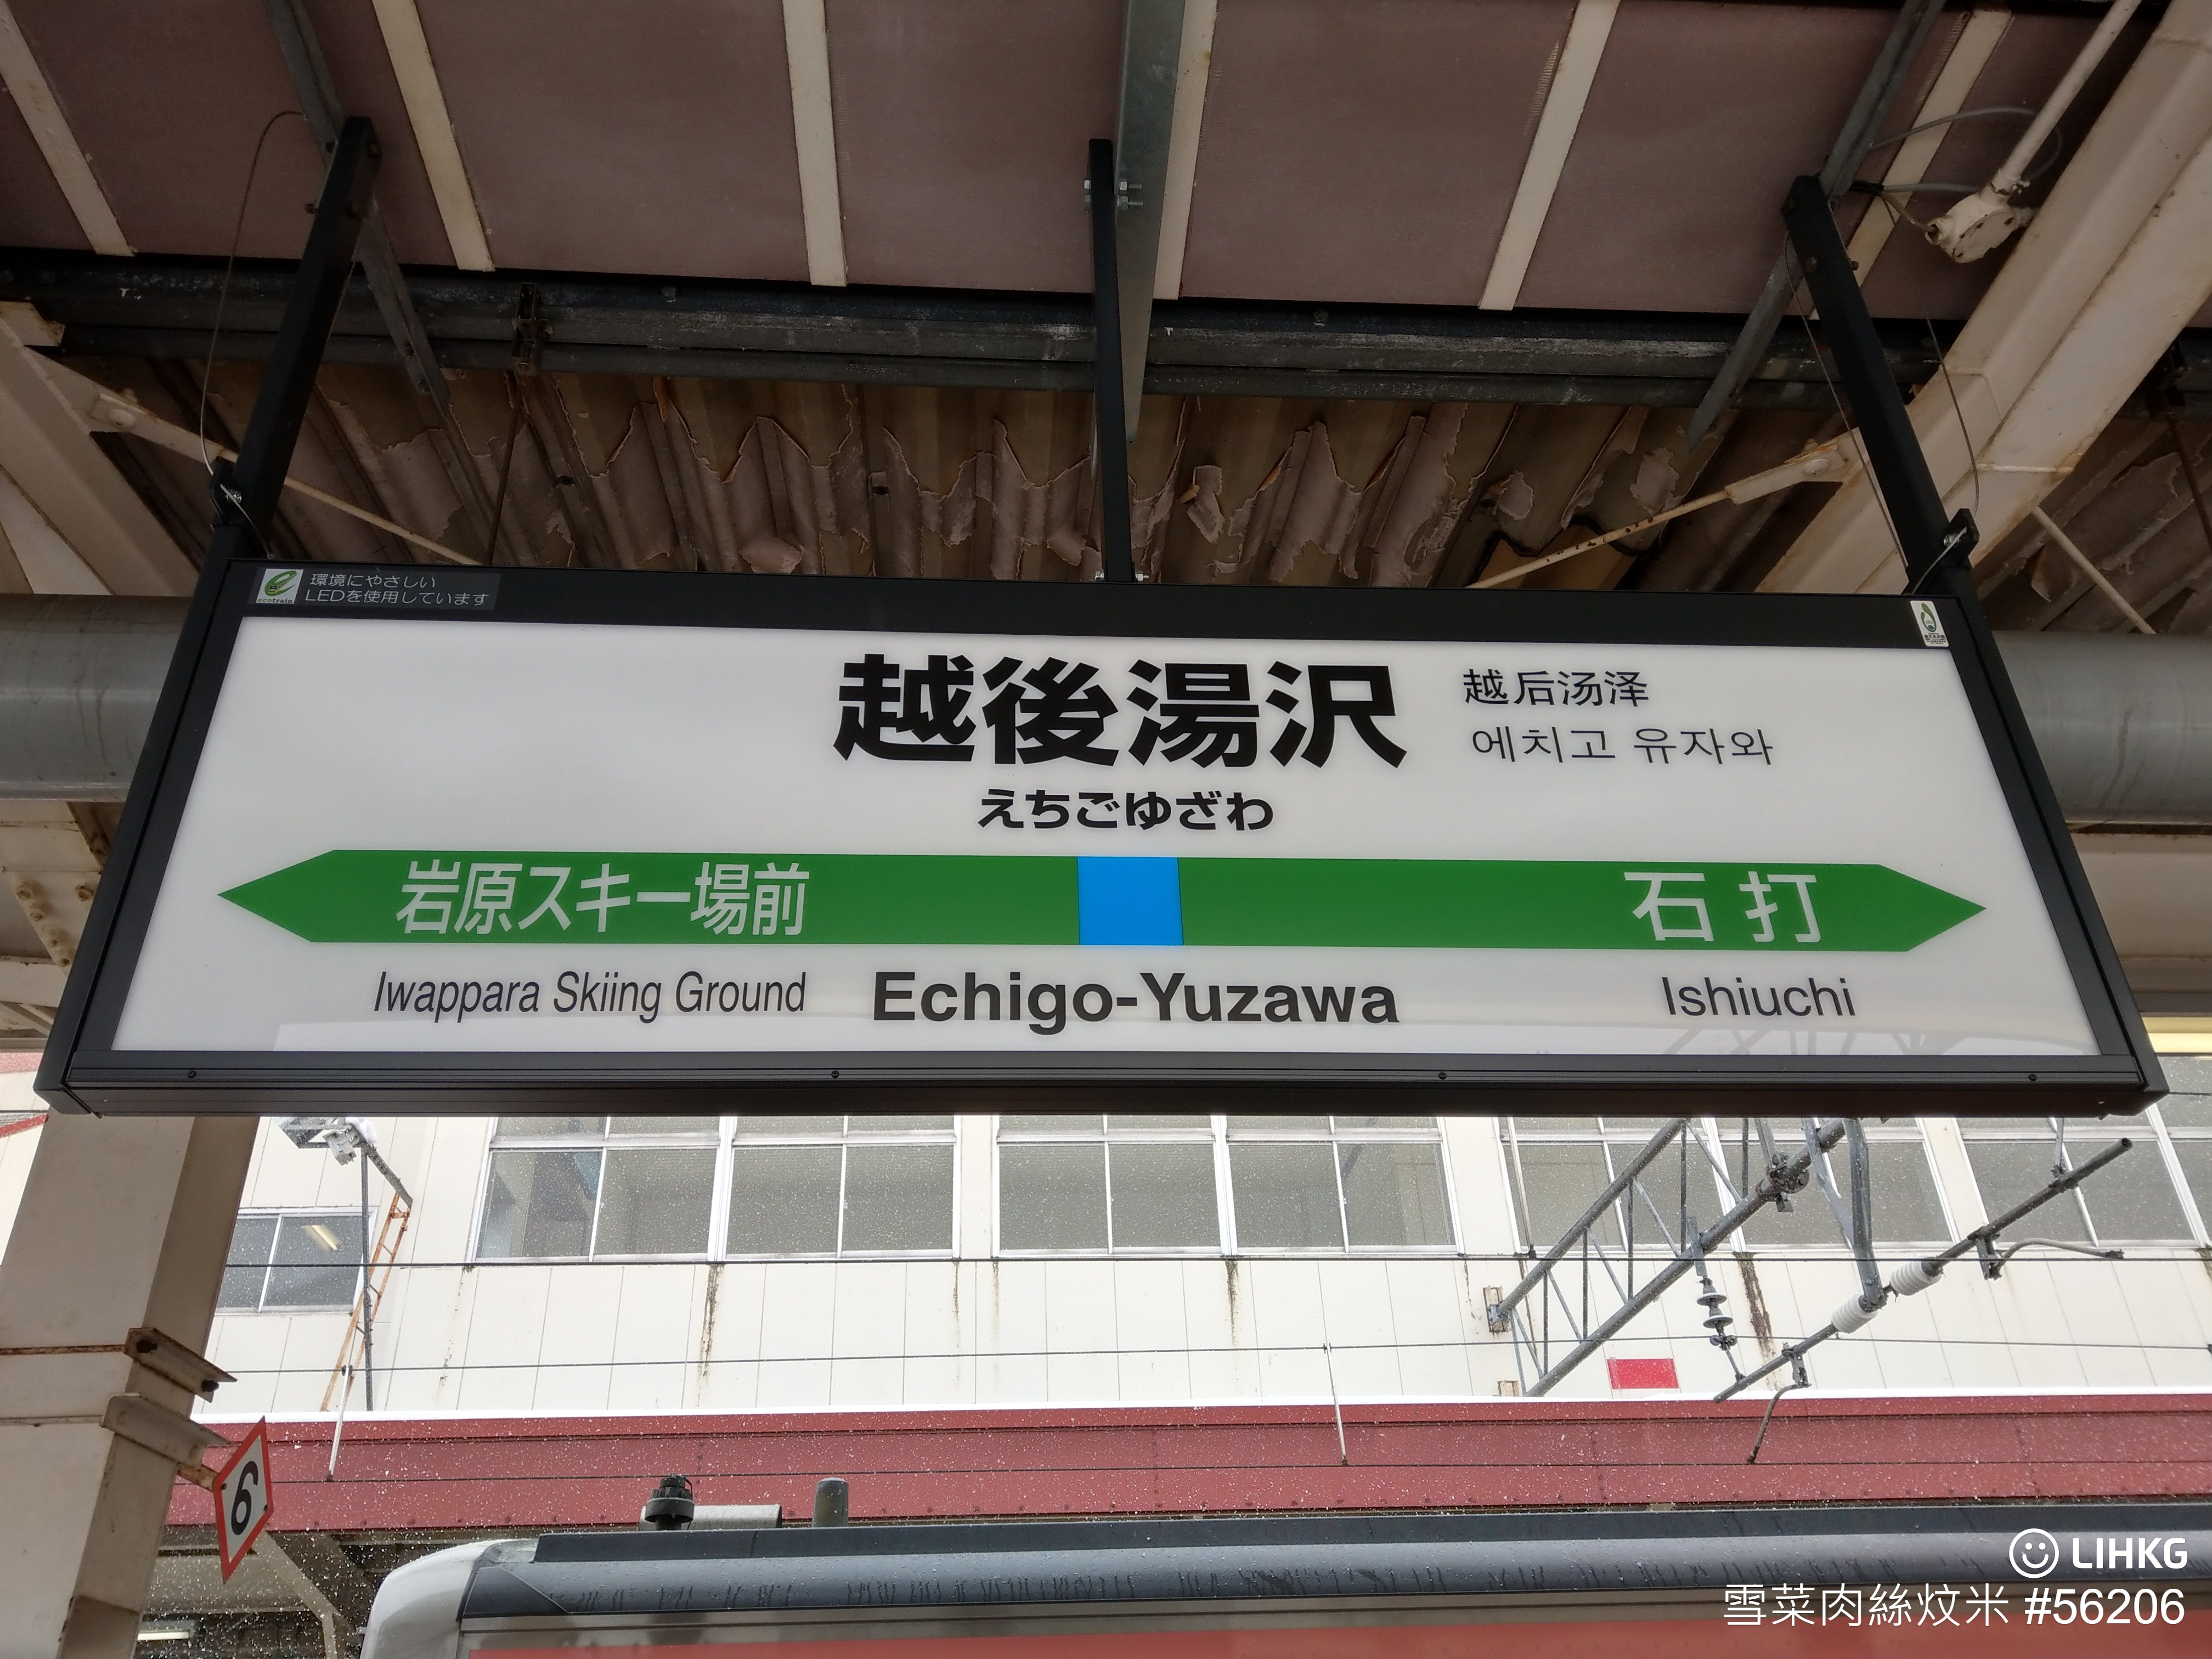 ecotrain
環境にやさしい
LEDを使用しています
越後湯沢
越后汤泽
에치고 유자와
えちごゆざわ
岩原スキー場前
石打
Iwappara Skiing Ground
Echigo-Yuzawa
Ishiuchi
6
LIHKG
雪菜肉絲炆米 #56206